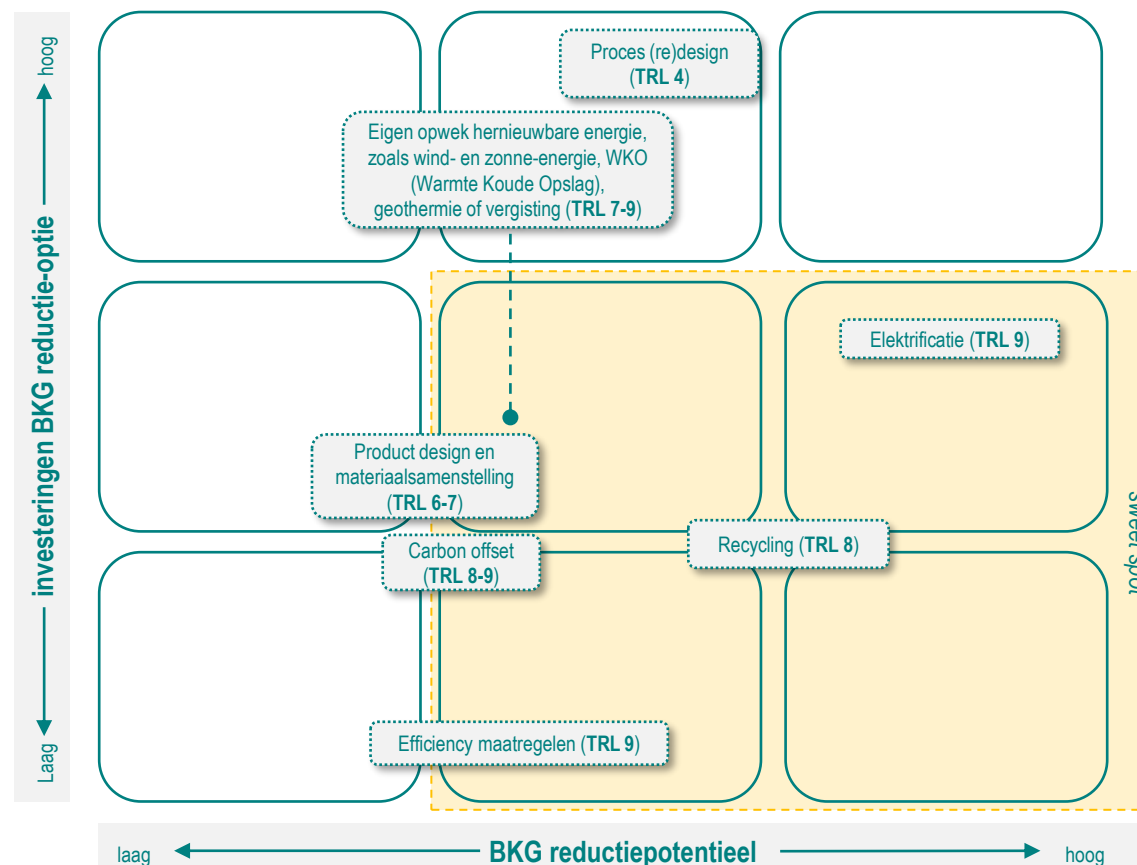 hoog
Proces (re)design
(TRL 4)
Eigen opwek hernieuwbare energie,
zoals wind- en zonne-energie, WKO
(Warmte Koude Opslag),
geothermie of vergisting (TRL 7-9)
investeringen BKG reductie-optie
Elektrificatie (TRL 9)
Product design en
materiaalsamenstelling
(TRL 6-7)
Carbon offset
(TRL 8-9)
Recycling (TRL 8)
sweet spot
Efficiency maatregelen (TRL 9)
Laag
laag
BKG reductiepotentieel
hoog